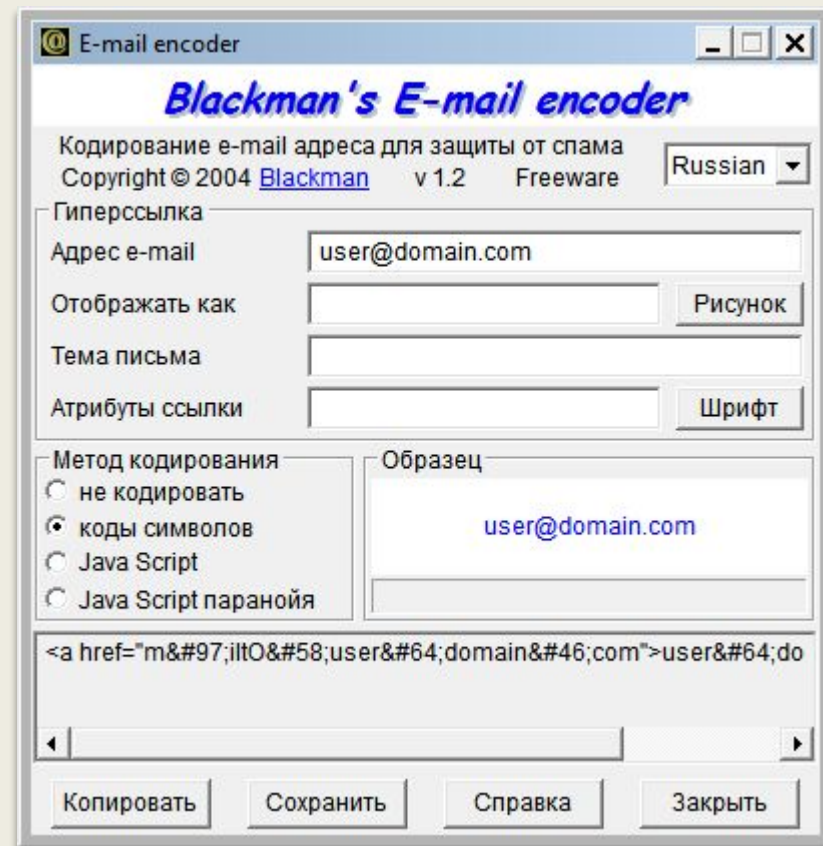 E-mail encoder
Blackman's E-mail encoder
Кодирование e-mail адреса для защиты от спама
Russian
Copyright © 2004 Blackman v 1.2 Freeware
Гиперссылка
Адрес e-mail user@domain.com
Отображать как Рисунок
Тема письма
Атрибуты ссылки Шрифт
Метод кодирования
не кодировать
коды символов
Java Script
Java Script паранойя
Образец
user@domain.com
<a href="m&#97;iltO&#58;user&#64;domain&#46;com">user&#64;do
Копировать Сохранить Справка Закрыть